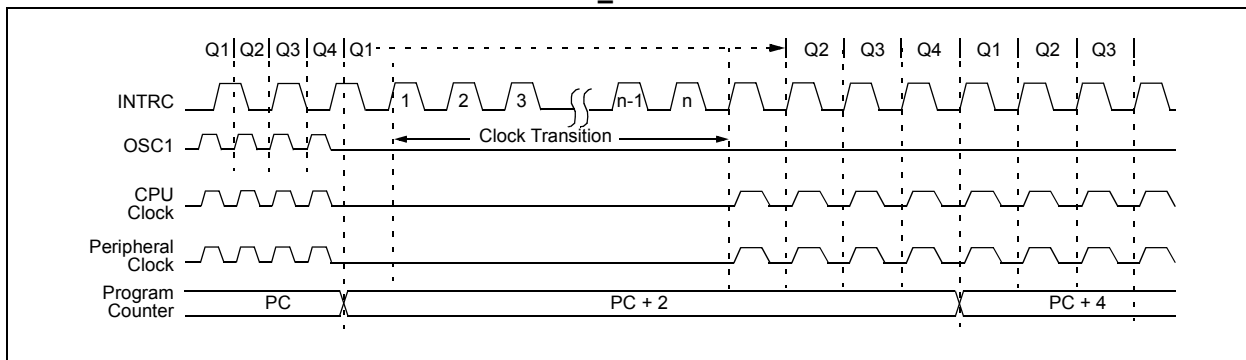 Q1 Q2 Q3 Q4 Q1 Q2 Q3 Q4 Q1 Q2 Q3
INTRC
1 2 3 n-1 n
Clock Transition
OSC1
CPU
Clock
Peripheral
Clock
Program
Counter
PC PC + 2 PC + 4